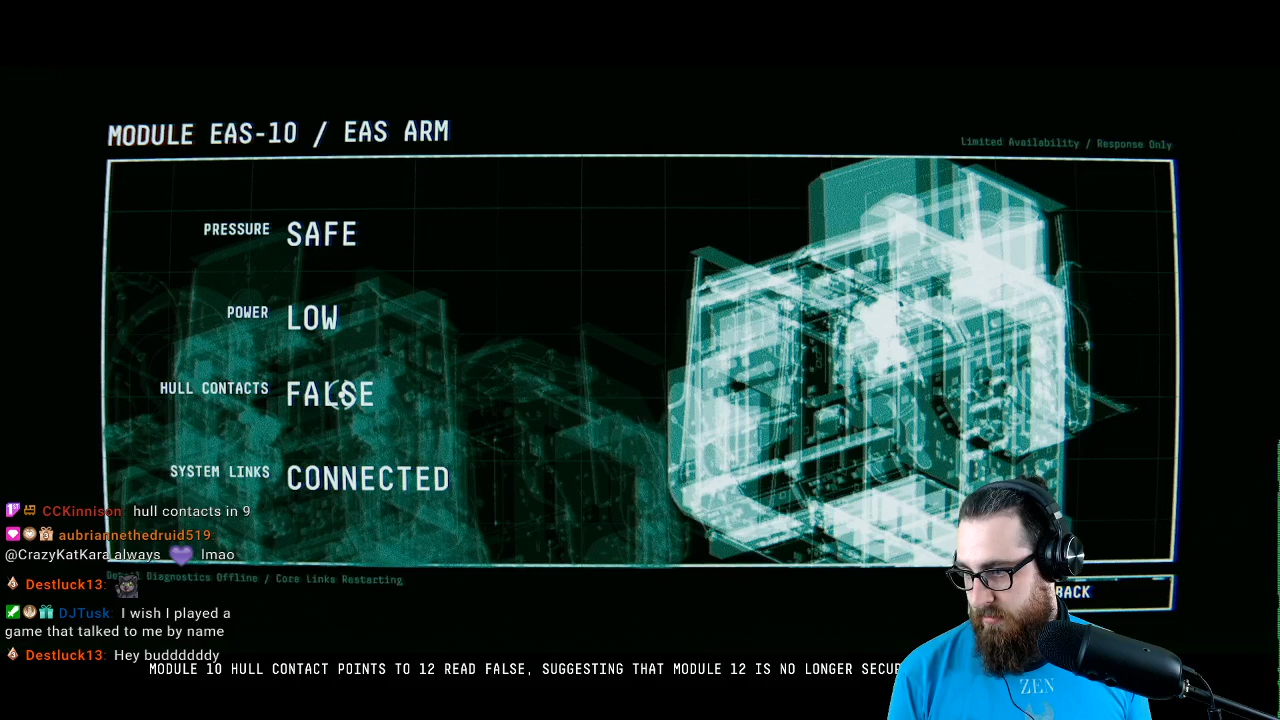 MODULE EAS-10 / EAS ARM
Limited Availability / Response Only
PRESSURE SAFE
POWER LOW
HULL CONTACTS FALSE
SYSTEM LINKS CONNECTED
CCKinnison: hull contacts in 9
aubriannethedruid519:
@CrazyKatKara always lmao
Diagnostics Offline / Core Links Restarting
Destluck13:
BACK
DJTusk: I wish I played a
game that talked to me by name
Destluck13: Hey buddddddy
MODULE 10 HULL CONTACT POINTS TO 12 READ FALSE, SUGGESTING THAT MODULE 12 IS NO LONGER SECUR
ZEN